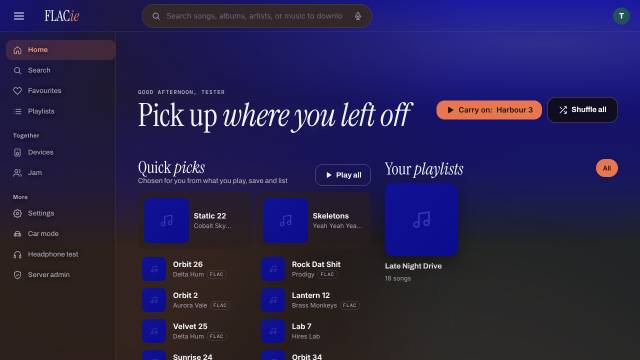 FLACie
Search songs, albums, artists, or music to downlo
T
Home
Search
Favourites
Playlists
Together
Devices
Jam
More
Settings
Car mode
Headphone test
Server admin
GOOD AFTERNOON, TESTER
Pick up where you left off
Carry on: Harbour 3
Shuffle all
Quick picks
Chosen for you from what you play, save and list
Play all
Static 22
Cobalt Sky...
Skeletons
Yeah Yeah Yea...
Orbit 26
Delta Hum FLAC
Rock Dat Shit
Prodigy FLAC
Orbit 2
Aurora Vale FLAC
Lantern 12
Brass Monkeys FLAC
Velvet 25
Delta Hum FLAC
Lab 7
Hires Lab
Sunrise 24
Orbit 34
Your playlists
All
Late Night Drive
18 songs